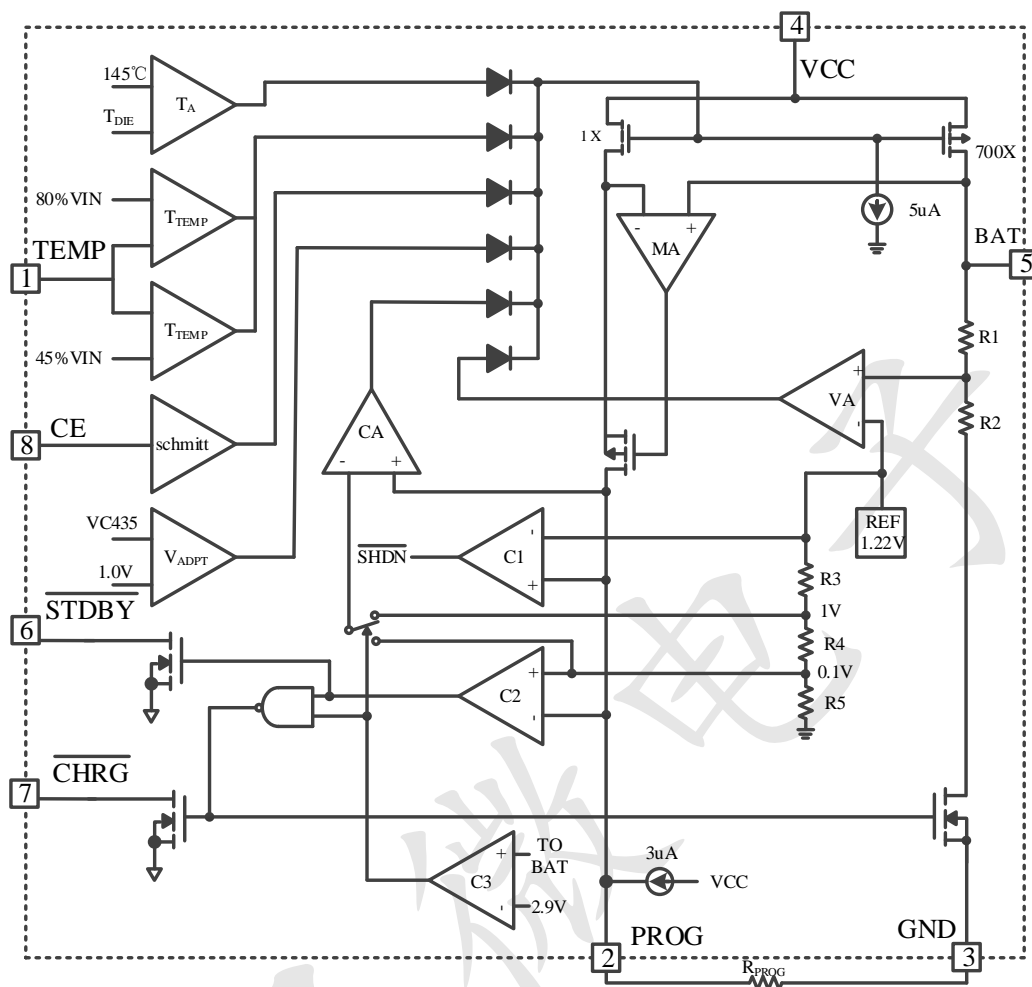 4
VCC
145℃
TA
TDIE
1X
700X
80%VIN
TTEMP
5uA
TEMP
- +
MA
BAT
1
5
TTEMP
R1
45%VIN
+
VA
-
R2
CE
CA
8
schmitt
- +
REF
1.22V
VC435
VADPT
SHDN
-
C1
+
R3
1.0V
STDBY
1V
6
R4
+
0.1V
C2
R5
-
CHRG
7
TO
BAT
+
C3
-
2.9V
3uA
VCC
PROG
GND
2
3
RPROG
微电